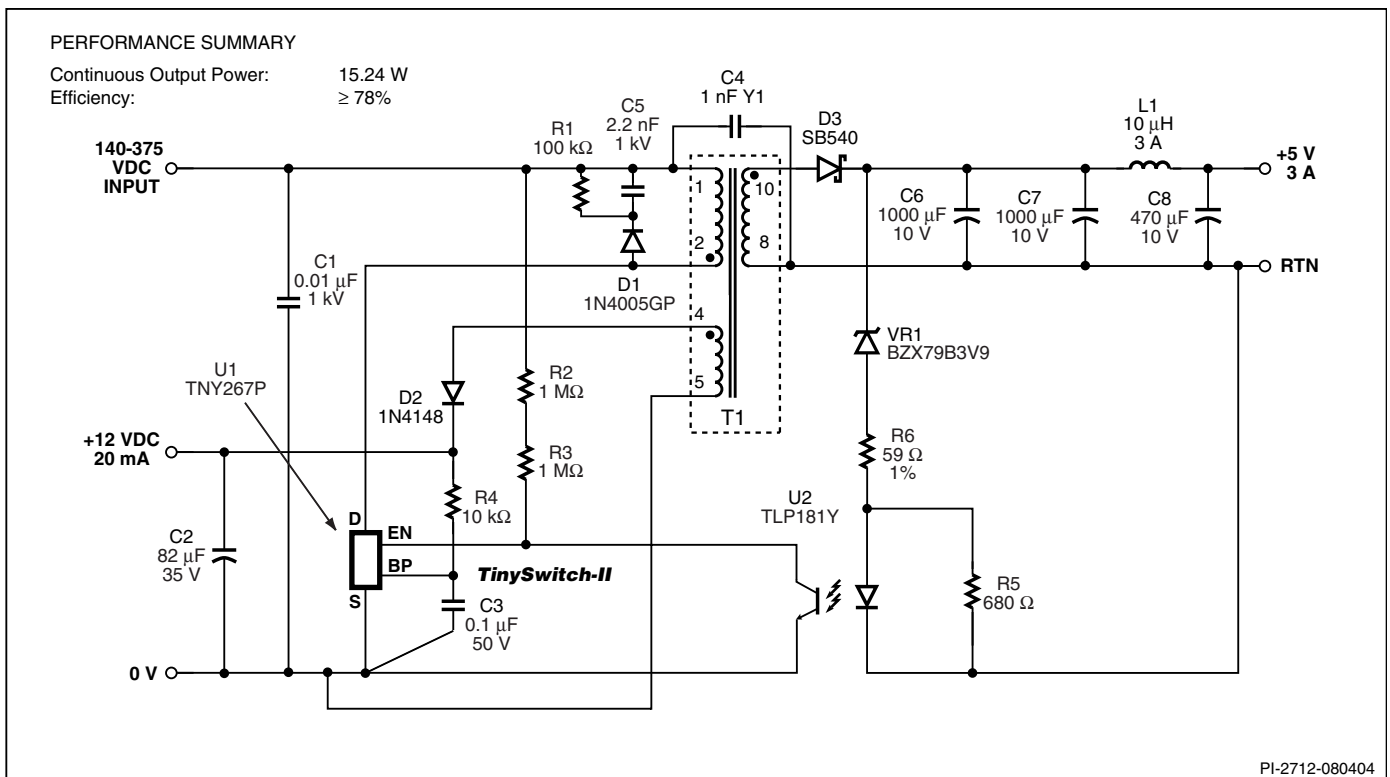 PERFORMANCE SUMMARY
Continuous Output Power: 15.24 W
Efficiency: ≥ 78%
C4
1 nF Y1
C5
2.2 nF
1 kV
R1
100 kΩ
D3
SB540
L1
10 µH
3 A
140-375
VDC
INPUT
+5 V
3 A
1
10
2
8
C6
1000 µF
10 V
C7
1000 µF
10 V
C8
470 µF
10 V
RTN
C1
0.01 µF
1 kV
D1
1N4005GP
4
5
T1
VR1
BZX79B3V9
U1
TNY267P
D2
1N4148
R2
1 MΩ
+12 VDC
20 mA
R3
1 MΩ
R6
59 Ω
1%
R4
10 kΩ
U2
TLP181Y
C2
82 µF
35 V
D
EN
BP
S
TinySwitch-II
C3
0.1 µF
50 V
R5
680 Ω
0 V
PI-2712-080404